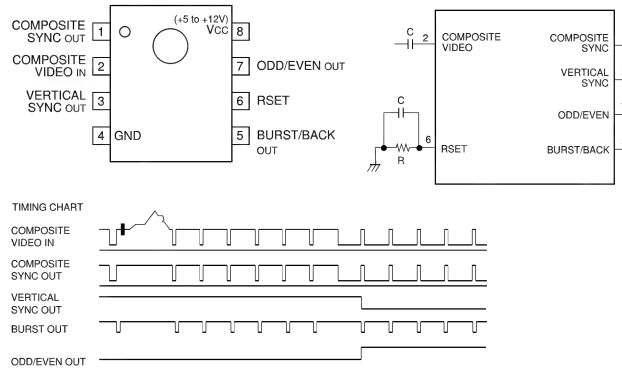 COMPOSITE
SYNC OUT
1
(+5 to +12V)
VCC
8
COMPOSITE
VIDEO IN
2
7
ODD/EVEN OUT
VERTICAL
SYNC OUT
3
6
RSET
4
GND
5
BURST/BACK
OUT
C
2
COMPOSITE
VIDEO
COMPOSITE
SYNC
VERTICAL
SYNC
ODD/EVEN
BURST/BACK
C
R
6
RSET
TIMING CHART
COMPOSITE
VIDEO IN
COMPOSITE
SYNC OUT
VERTICAL
SYNC OUT
BURST OUT
ODD/EVEN OUT